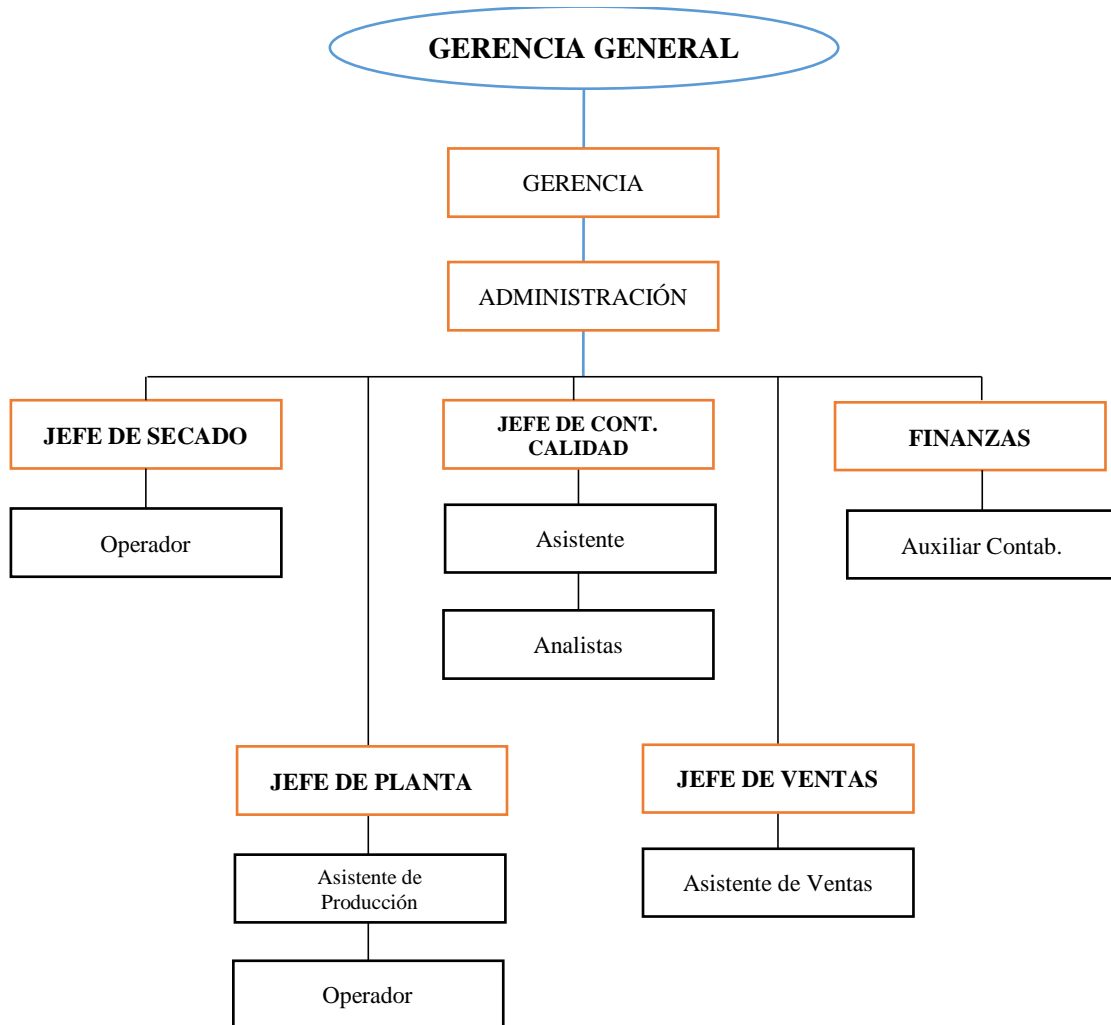 GERENCIA GENERAL
GERENCIA
ADMINISTRACIÓN
JEFE DE SECADO
JEFE DE CONT.
CALIDAD
FINANZAS
Operador
Asistente
Auxiliar Contab.
Analistas
JEFE DE PLANTA
JEFE DE VENTAS
Asistente de
Producción
Asistente de Ventas
Operador